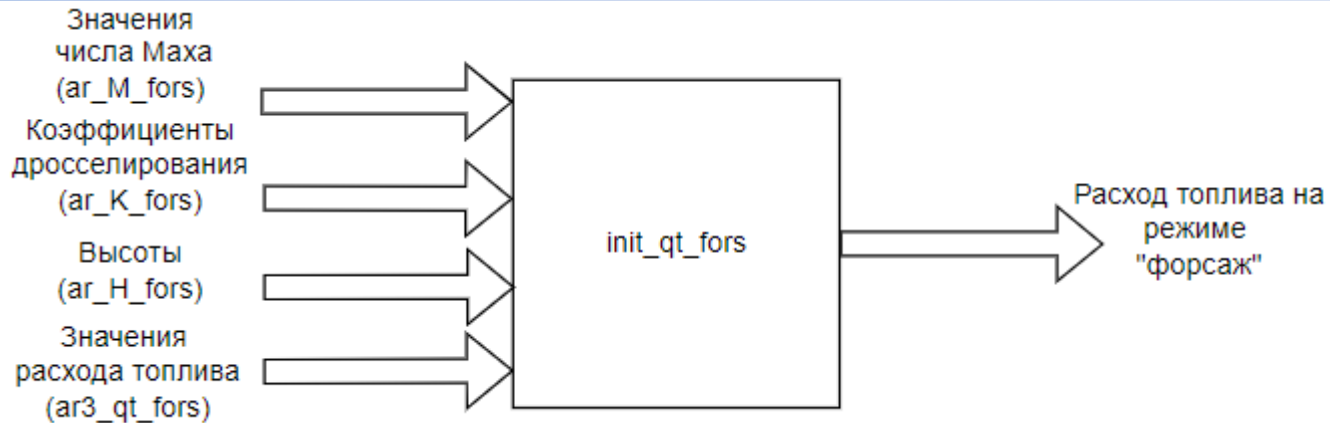 Значения
числа Маха
(ar_M_fors)
Коэффициенты
дросселирования
(ar_K_fors)
Высоты
(ar_H_fors)
Значения
расхода топлива
(ar3_qt_fors)
init_qt_fors
Расход топлива на
режиме
"форсаж"